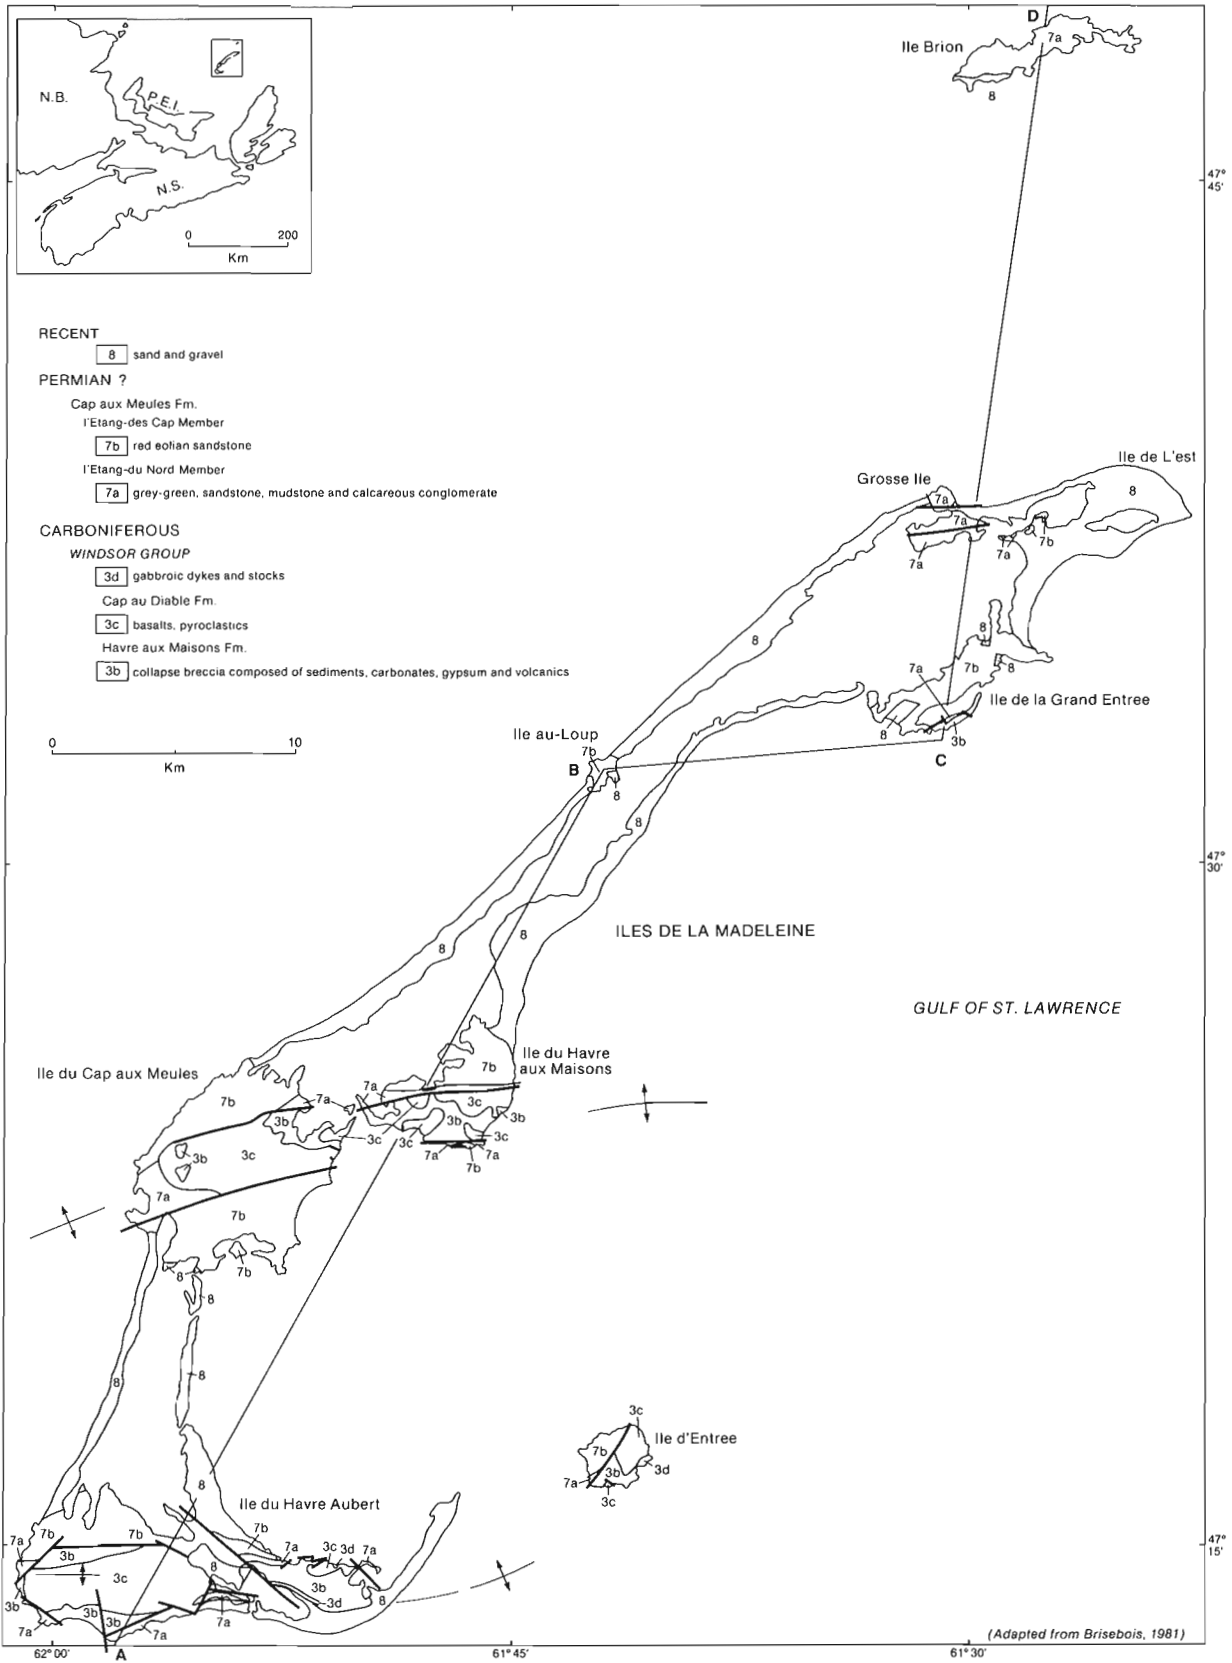 D
Ile Brion
7a
8
N.B.
P.E.I.
N.S.
0 200
Km
47°
45'
RECENT
8 sand and gravel
PERMIAN ?
Cap aux Meules Fm.
l'Etang-des Cap Member
7b red eolian sandstone
l'Etang-du Nord Member
7a grey-green, sandstone, mudstone and calcareous conglomerate
CARBONIFEROUS
WINDSOR GROUP
3d gabbroic dykes and stocks
Cap au Diable Fm.
3c basalts, pyroclastics
Havre aux Maisons Fm.
3b collapse breccia composed of sediments, carbonates, gypsum and volcanics
0 10
Km
Ile de L'est
Grosse Ile
7a
8
7a
7b
7a
7a
8
8
7a
7b
8
Ile de la Grand Entree
8
3b
C
Ile au-Loup
7b
B
8
8
47°
30'
8
8
ILES DE LA MADELEINE
GULF OF ST. LAWRENCE
Ile du Cap aux Meules
Ile du Havre
aux Maisons
7b
7b
7a
7a
3c
3b
3b
3b
3c
3c
3c
3c
3b
7a
7a
7b
7a
7b
8
7b
8
8
8
3c
Ile d'Entree
7b
3b
3d
7a
3c
8
Ile du Havre Aubert
7a
7b
7b
7b
7a
3c
3d
7a
47°
15'
3b
8
3c
3b
3d
8
3b
3b
3b
7a
7a
7a
(Adapted from Brisebois, 1981)
62°00'
A
61°45'
61°30'